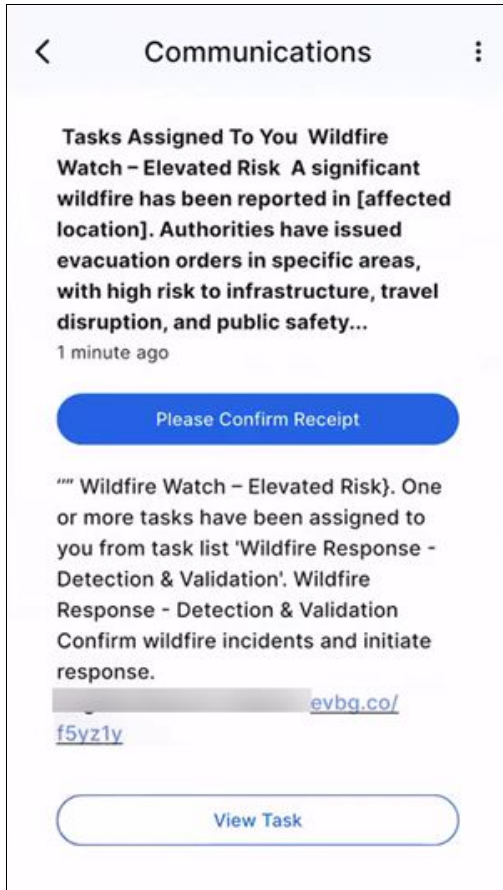 Communications
Tasks Assigned To You Wildfire
Watch – Elevated Risk A significant
wildfire has been reported in [affected
location]. Authorities have issued
evacuation orders in specific areas,
with high risk to infrastructure, travel
disruption, and public safety...
1 minute ago
Please Confirm Receipt
"" Wildfire Watch – Elevated Risk}. One
or more tasks have been assigned to
you from task list 'Wildfire Response -
Detection & Validation'. Wildfire
Response - Detection & Validation
Confirm wildfire incidents and initiate
response.
evbg.co/
f5yz1y
View Task